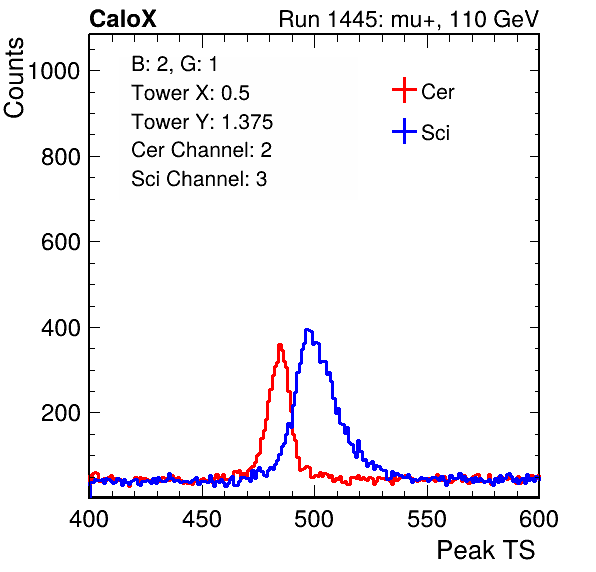 CaloX Run 1445: mu+, 110 GeV
Counts
B: 2, G: 1
Tower X: 0.5
Tower Y: 1.375
Cer Channel: 2
Sci Channel: 3
Cer
Sci
1000
800
600
400
200
400 450 500 550 600
Peak TS